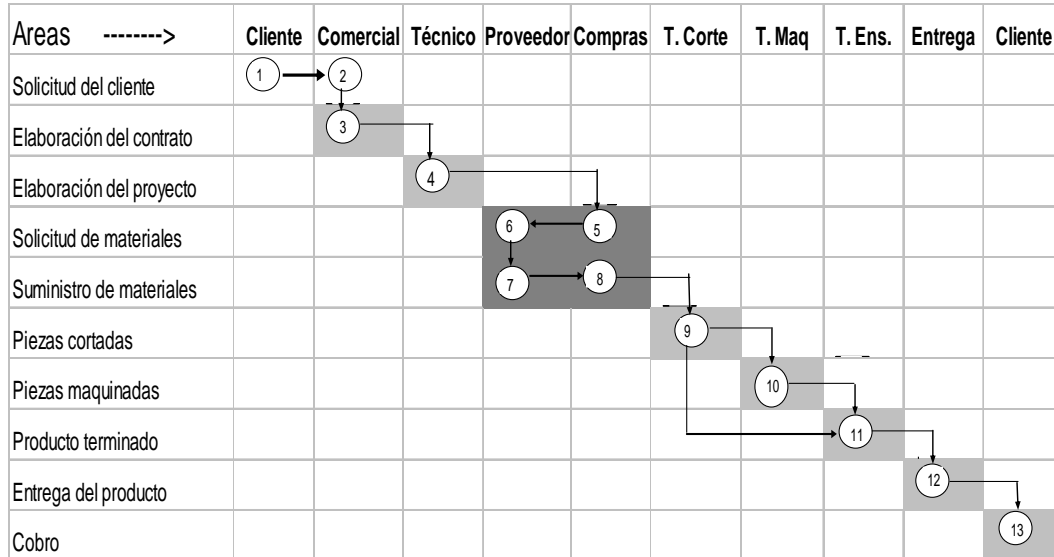 Areas --------> Cliente Comercial Técnico Proveedor Compras T. Corte T. Maq T. Ens. Entrega Cliente
Solicitud del cliente 1 2
Elaboración del contrato 3
Elaboración del proyecto 4
Solicitud de materiales 6 5
Suministro de materiales 7 8
Piezas cortadas 9
Piezas maquinadas 10
Producto terminado 11
Entrega del producto 12
Cobro 13